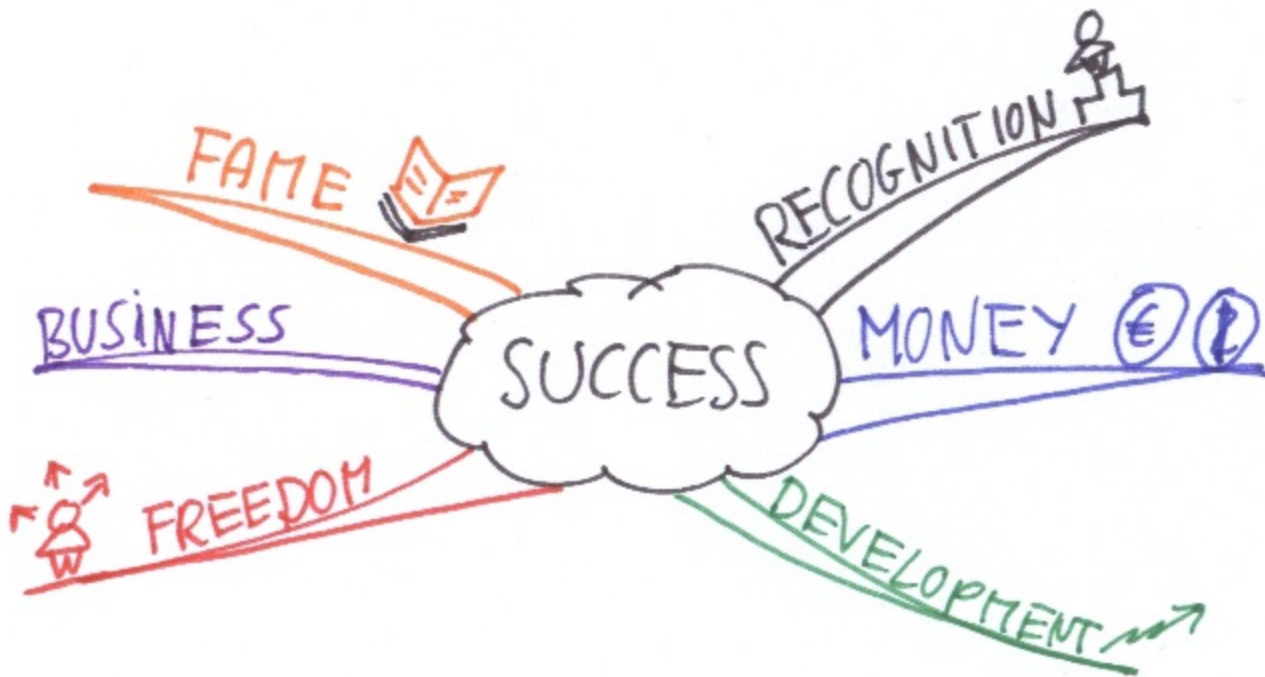 FAME
RECOGNITION
BUSINESS
SUCCESS
MONEY €
FREEDOM
DEVELOPMENT